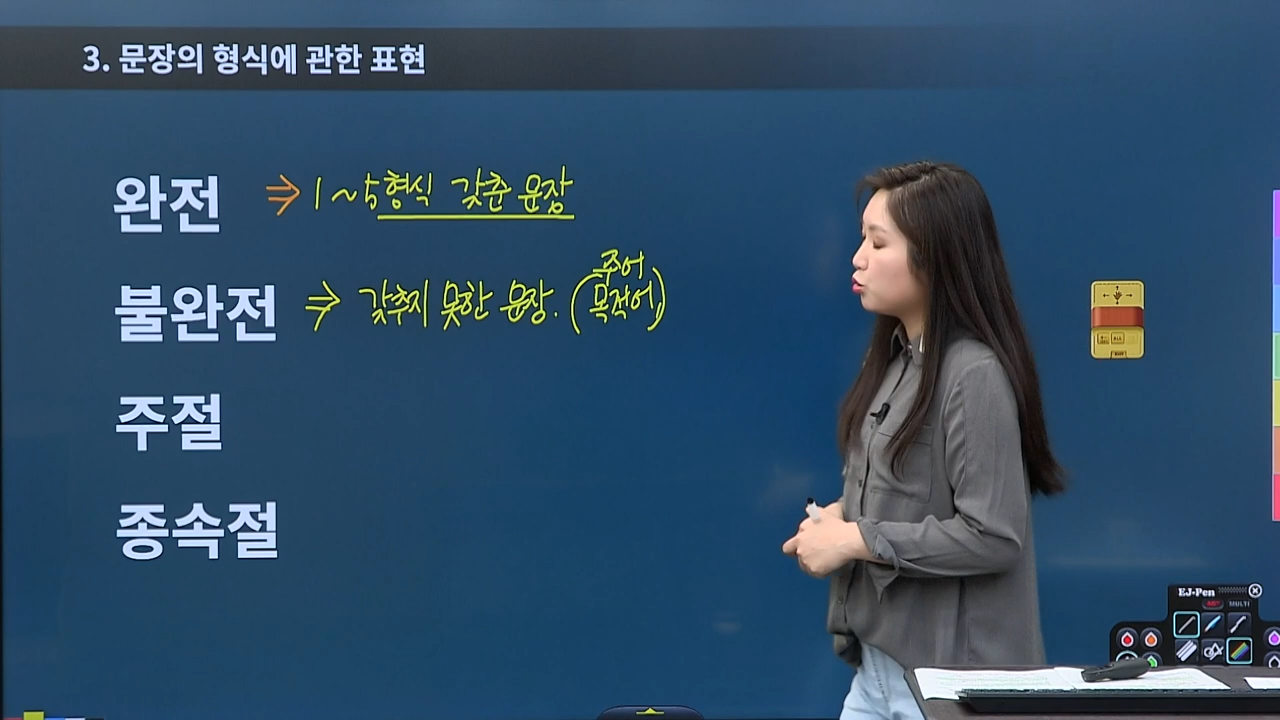 3. 문장의 형식에 관한 표현
완전 ⇒ 1~5형식 갖춘 문장
불완전 ⇒ 갖추지 못한 문장. (주어
목적어)
주절
종속절
EJ-Pen
MULTI